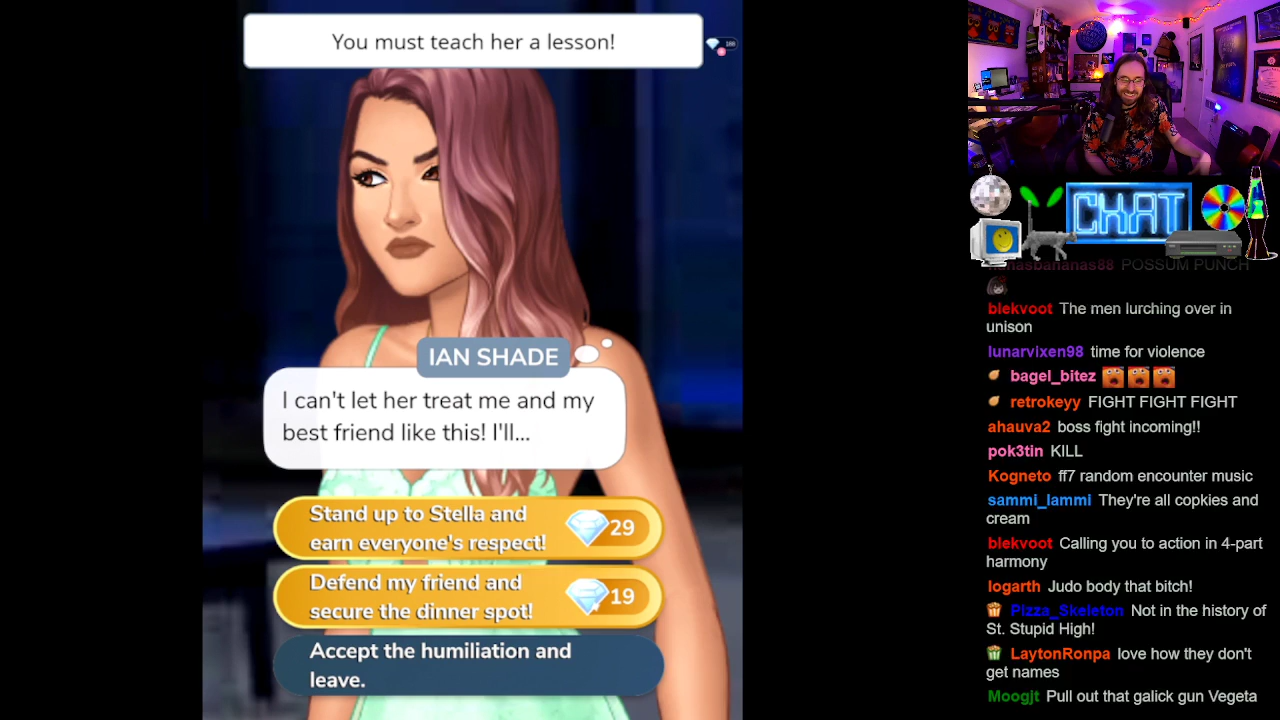 You must teach her a lesson!
188
IAN SHADE
I can't let her treat me and my
best friend like this! I'll...
Stand up to Stella and
earn everyone's respect!
29
Defend my friend and
secure the dinner spot!
19
Accept the humiliation and
leave.
CHAT
nanasbananas88 POSSUM PUNCH
blekvoot The men lurching over in
unison
lunarvixen98 time for violence
bagel_bitez
retrokeyy FIGHT FIGHT FIGHT
ahauva2 boss fight incoming!!
pok3tin KILL
Kogneto ff7 random encounter music
sammi_lammi They're all copkies and
cream
blekvoot Calling you to action in 4-part
harmony
logarth Judo body that bitch!
Pizza_Skeleton Not in the history of
St. Stupid High!
LaytonRonpa love how they don't
get names
Moogjt Pull out that galick gun Vegeta